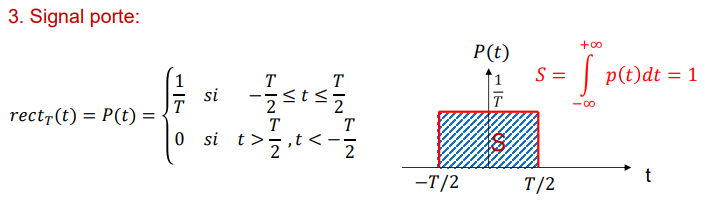 3. Signal porte:
rect_T(t) = P(t) = { 1/T si −T/2 ≤ t ≤ T/2
0 si t > T/2 , t < −T/2
P(t)
1/T
S = ∫_{−∞}^{+∞} p(t)dt = 1
S
−T/2
T/2
t